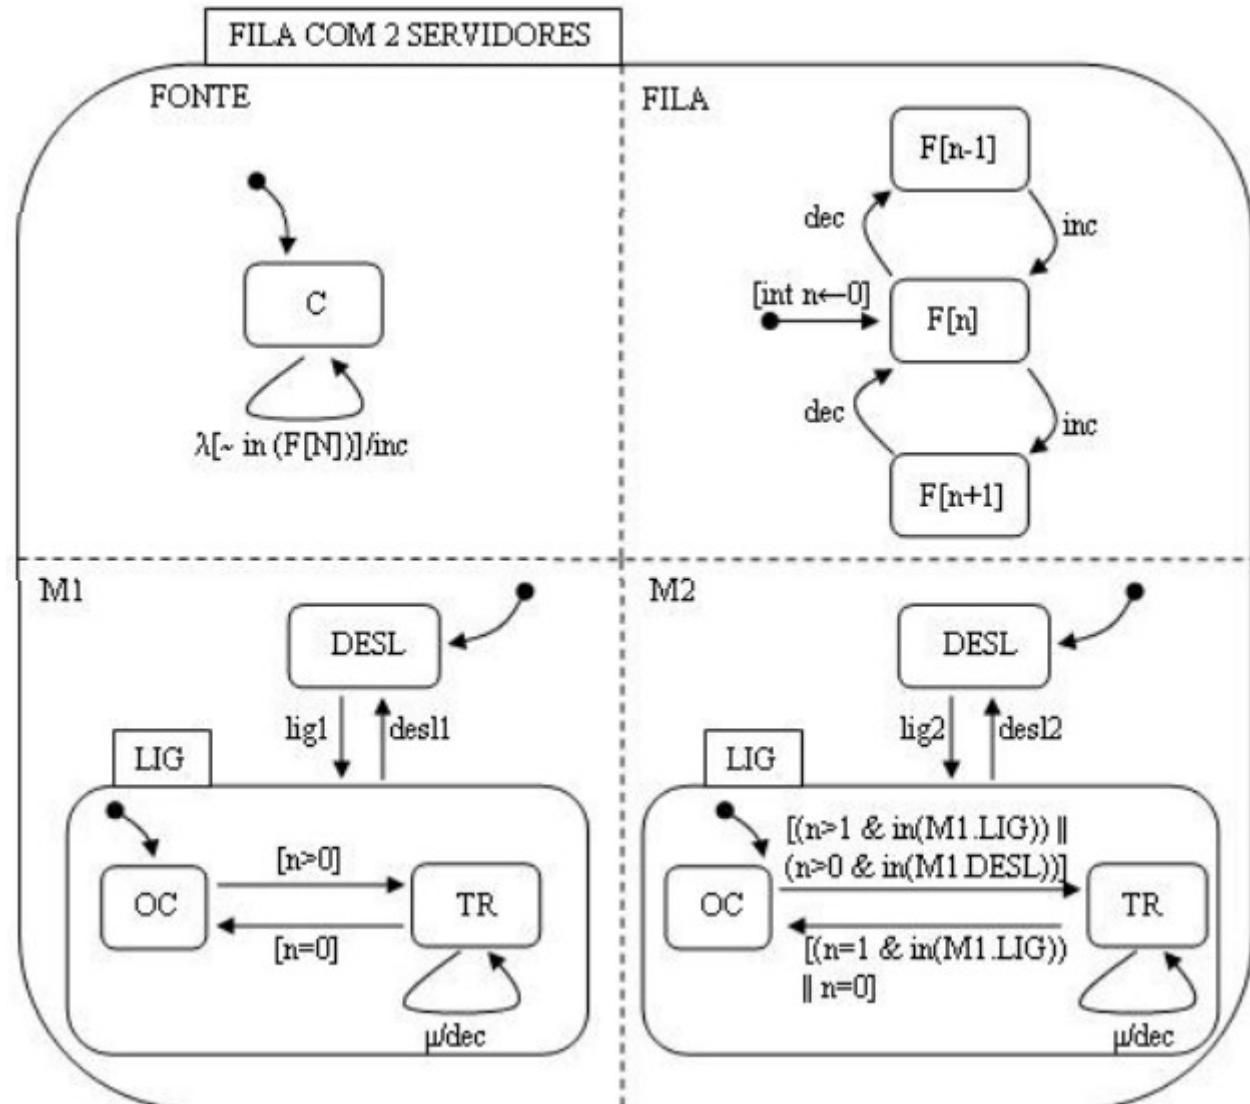 FILA COM 2 SERVIDORES
FONTE
C
λ[~ in (F[N])]/inc
FILA
F[n-1]
dec
inc
[int n←0]
F[n]
dec
inc
F[n+1]
M1
DESL
lig1
desl1
LIG
OC
[n>0]
[n=0]
TR
μ/dec
M2
DESL
lig2
desl2
LIG
[(n>1 & in(M1.LIG)) ||
(n>0 & in(M1.DESL))]
OC
TR
[(n=1 & in(M1.LIG))
|| n=0]
μ/dec